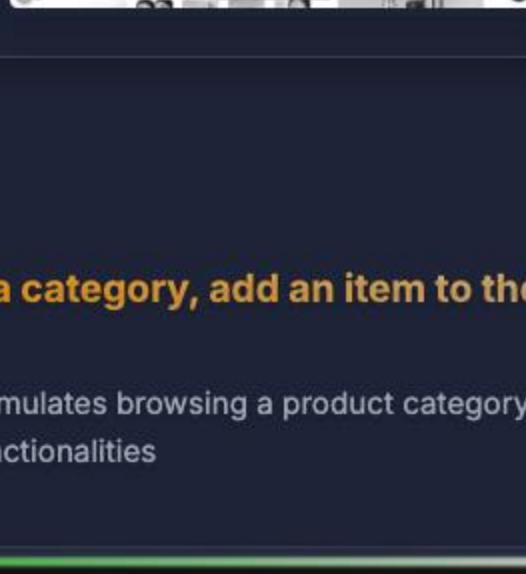 a category, add an item to the
mulates browsing a product category
ctionalities